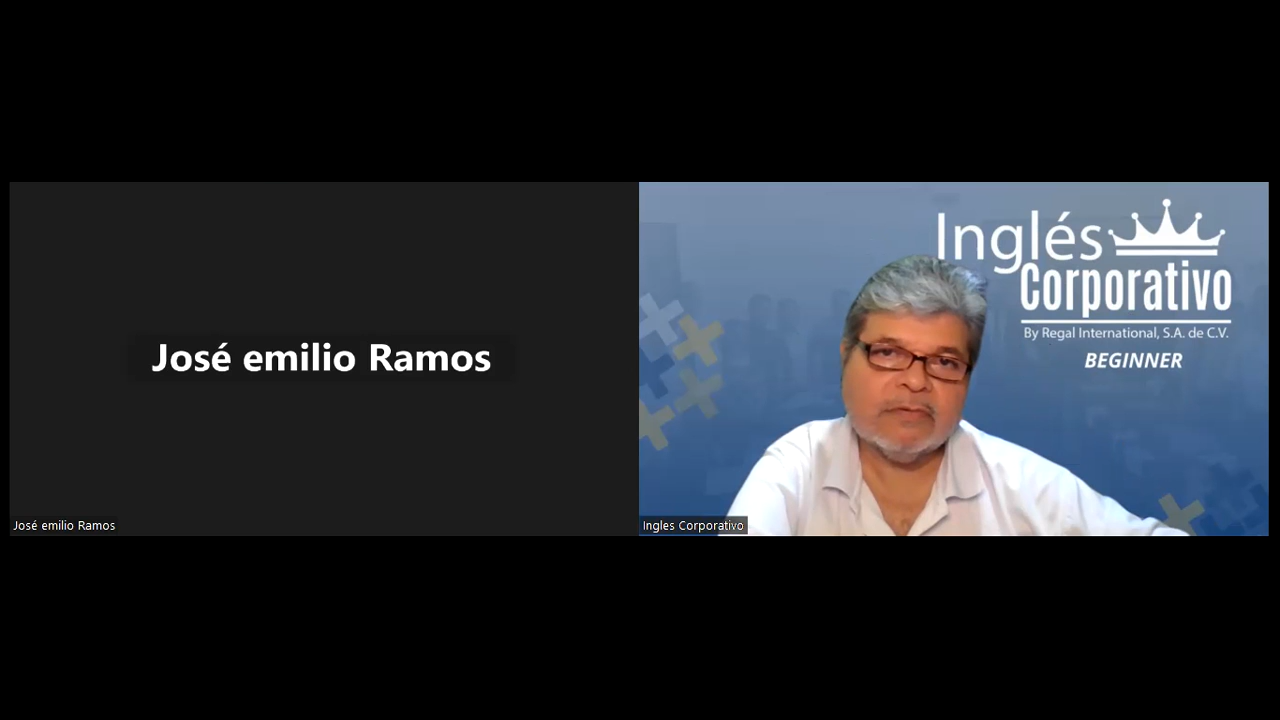 José emilio Ramos
José emilio Ramos
Inglés
Corporativo
By Regal International, S.A. de C.V.
BEGINNER
Ingles Corporativo